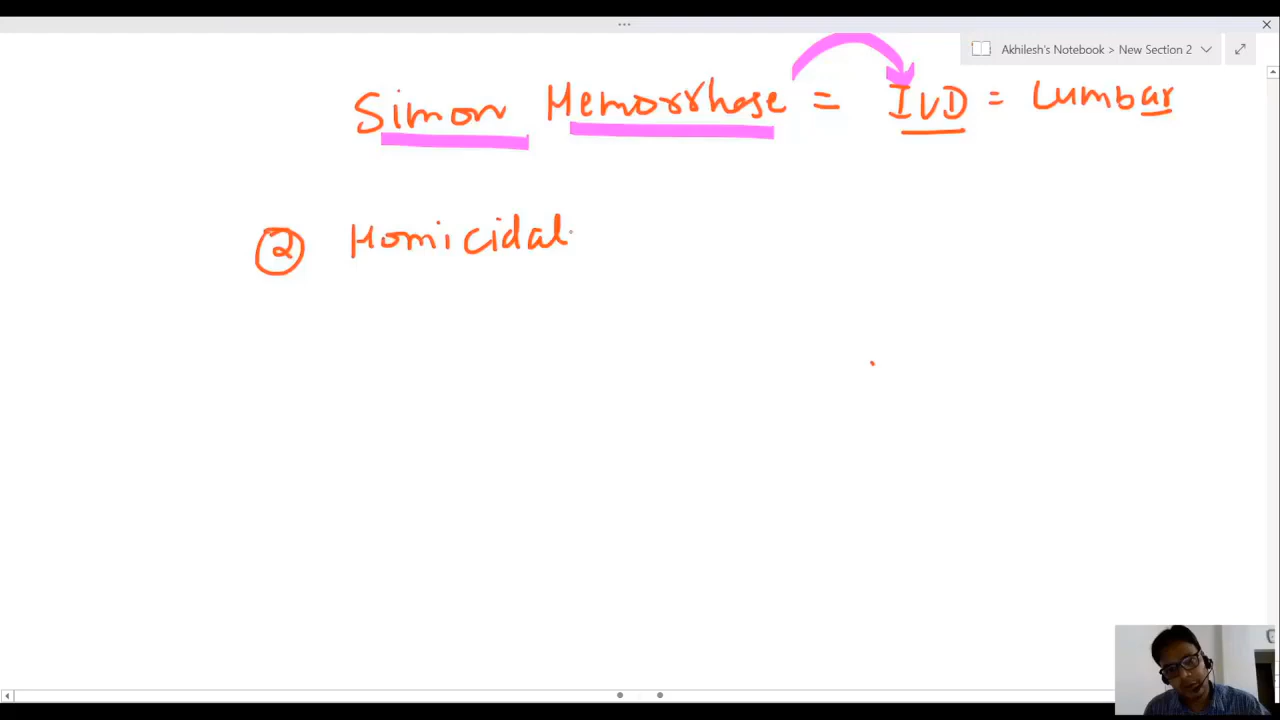 Akhilesh's Notebook > New Section 2
Simon Hemorrhage = IVD = Lumbar
2 Homicidal